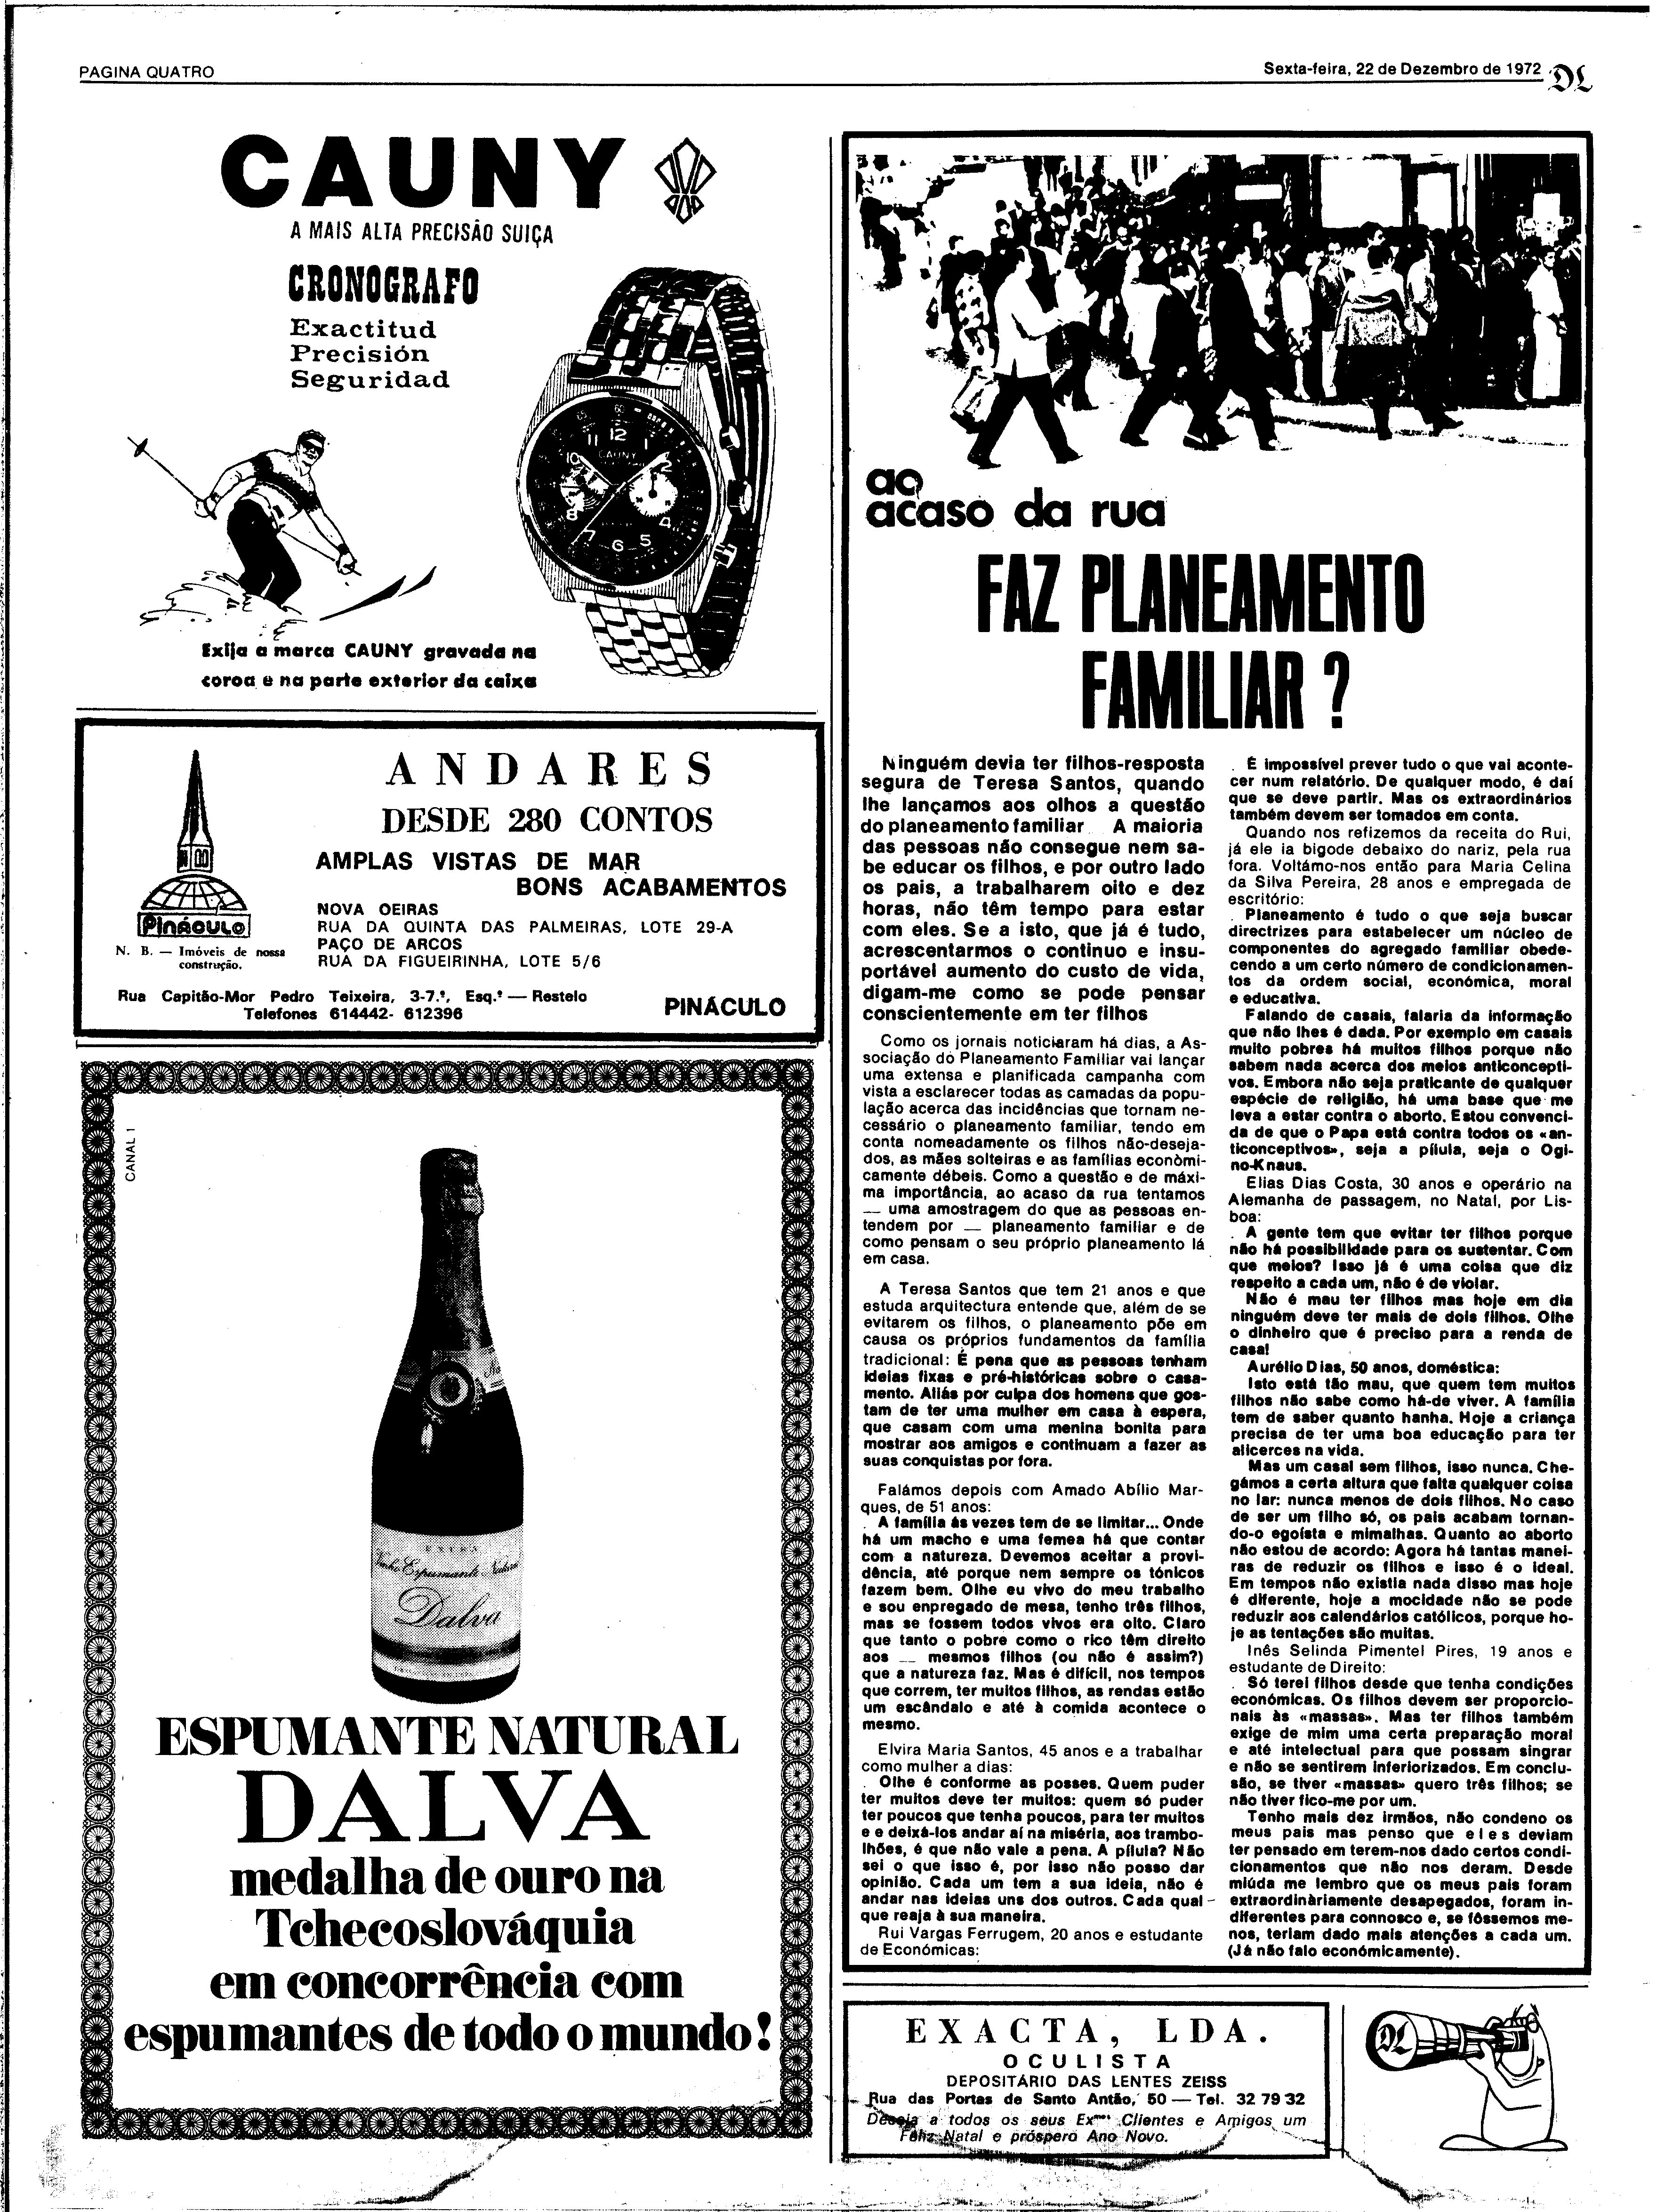 PAGINA QUATRO
Sexta-feira, 22 de Dezembro de 1972
DL
CAUNY
A MAIS ALTA PRECISÃO SUIÇA
CRONOGRAFO
Exactitud
Precisión
Seguridad
Exija a marca CAUNY gravada na
coroa e na parte exterior da caixa
ANDARES
DESDE 280 CONTOS
AMPLAS VISTAS DE MAR
BONS ACABAMENTOS
NOVA OEIRAS
RUA DA QUINTA DAS PALMEIRAS, LOTE 29-A
PAÇO DE ARCOS
RUA DA FIGUEIRINHA, LOTE 5/6
PINÁCULO
N. B. — Imóveis de nossa
construção.
Rua Capitão-Mor Pedro Teixeira, 3-7.º, Esq.º — Restelo
Telefones 614442- 612396
PINÁCULO
CANAL 1
EXTRA
Vinho Espumante Natural
Dalva
ESPUMANTE NATURAL
DALVA
medalha de ouro na
Tchecoslováquia
em concorrência com
espumantes de todo o mundo!
ao
acaso da rua
FAZ PLANEAMENTO
FAMILIAR ?
Ninguém devia ter filhos-resposta
segura de Teresa Santos, quando
lhe lançamos aos olhos a questão
do planeamento familiar A maioria
das pessoas não consegue nem sa-
be educar os filhos, e por outro lado
os pais, a trabalharem oito e dez
horas, não têm tempo para estar
com eles. Se a isto, que já é tudo,
acrescentarmos o continuo e insu-
portável aumento do custo de vida,
digam-me como se pode pensar
conscientemente em ter filhos
Como os jornais noticiaram há dias, a As-
sociação do Planeamento Familiar vai lançar
uma extensa e planificada campanha com
vista a esclarecer todas as camadas da popu-
lação acerca das incidências que tornam ne-
cessário o planeamento familiar, tendo em
conta nomeadamente os filhos não-deseja-
dos, as mães solteiras e as famílias econòmi-
camente débeis. Como a questão e de máxi-
ma importância, ao acaso da rua tentamos
— uma amostragem do que as pessoas en-
tendem por — planeamento familiar e de
como pensam o seu próprio planeamento lá
em casa.
A Teresa Santos que tem 21 anos e que
estuda arquitectura entende que, além de se
evitarem os filhos, o planeamento põe em
causa os próprios fundamentos da família
tradicional: É pena que as pessoas tenham
ideias fixas e pré-históricas sobre o casa-
mento. Aliás por culpa dos homens que gos-
tam de ter uma mulher em casa à espera,
que casam com uma menina bonita para
mostrar aos amigos e continuam a fazer as
suas conquistas por fora.
Falámos depois com Amado Abílio Mar-
ques, de 51 anos:
. A família às vezes tem de se limitar... Onde
há um macho e uma femea há que contar
com a natureza. Devemos aceitar a provi-
dência, até porque nem sempre os tónicos
fazem bem. Olhe eu vivo do meu trabalho
e sou enpregado de mesa, tenho três filhos,
mas se fossem todos vivos era oito. Claro
que tanto o pobre como o rico têm direito
aos — mesmos filhos (ou não é assim?)
que a natureza faz. Mas é difícil, nos tempos
que correm, ter muitos filhos, as rendas estão
um escândalo e até à comida acontece o
mesmo.
Elvira Maria Santos, 45 anos e a trabalhar
como mulher a dias:
. Olhe é conforme as posses. Quem puder
ter muitos deve ter muitos: quem só puder
ter poucos que tenha poucos, para ter muitos
e e deixá-los andar aí na miséria, aos trambo-
lhões, é que não vale a pena. A pílula? Não
sei o que isso é, por isso não posso dar
opinião. Cada um tem a sua ideia, não é
andar nas ideias uns dos outros. Cada qual
que reaja à sua maneira.
Rui Vargas Ferrugem, 20 anos e estudante
de Económicas:
. É impossível prever tudo o que vai aconte-
cer num relatório. De qualquer modo, é daí
que se deve partir. Mas os extraordinários
também devem ser tomados em conta.
Quando nos refizemos da receita do Rui,
já ele ia bigode debaixo do nariz, pela rua
fora. Voltámo-nos então para Maria Celina
da Silva Pereira, 28 anos e empregada de
escritório:
. Planeamento é tudo o que seja buscar
directrizes para estabelecer um núcleo de
componentes do agregado familiar obede-
cendo a um certo número de condicionamen-
tos da ordem social, económica, moral
e educativa.
Falando de casais, falaria da informação
que não lhes é dada. Por exemplo em casais
muito pobres há muitos filhos porque não
sabem nada acerca dos meios anticoncepti-
vos. Embora não seja praticante de qualquer
espécie de religião, há uma base que me
leva a estar contra o aborto. Estou convenci-
da de que o Papa está contra todos os «an-
ticonceptivos», seja a pílula, seja o Ogi-
no-Knaus.
Elias Dias Costa, 30 anos e operário na
Alemanha de passagem, no Natal, por Lis-
boa:
. A gente tem que evitar ter filhos porque
não há possibilidade para os sustentar. Com
que meios? Isso já é uma coisa que diz
respeito a cada um, não é de violar.
Não é mau ter filhos mas hoje em dia
ninguém deve ter mais de dois filhos. Olhe
o dinheiro que é preciso para a renda de
casa!
Aurélio Dias, 50 anos, doméstica:
Isto está tão mau, que quem tem muitos
filhos não sabe como há-de viver. A família
tem de saber quanto hanha. Hoje a criança
precisa de ter uma boa educação para ter
alicerces na vida.
Mas um casal sem filhos, isso nunca. Che-
gámos a certa altura que falta qualquer coisa
no lar: nunca menos de dois filhos. No caso
de ser um filho só, os pais acabam tornan-
do-o egoísta e mimalhas. Quanto ao aborto
não estou de acordo: Agora há tantas manei-
ras de reduzir os filhos e isso é o ideal.
Em tempos não existia nada disso mas hoje
é diferente, hoje a mocidade não se pode
reduzir aos calendários católicos, porque ho-
je as tentações são muitas.
Inês Selinda Pimentel Pires, 19 anos e
estudante de Direito:
. Só terei filhos desde que tenha condições
económicas. Os filhos devem ser proporcio-
nais às «massas». Mas ter filhos também
exige de mim uma certa preparação moral
e até intelectual para que possam singrar
e não se sentirem inferiorizados. Em conclu-
são, se tiver «massas» quero três filhos; se
não tiver fico-me por um.
Tenho mais dez irmãos, não condeno os
meus pais mas penso que eles deviam
ter pensado em terem-nos dado certos condi-
cionamentos que não nos deram. Desde
miúda me lembro que os meus pais foram
extraordinàriamente desapegados, foram in-
diferentes para connosco e, se fôssemos me-
nos, teriam dado mais atenções a cada um.
(Já não falo económicamente).
EXACTA, LDA.
OCULISTA
DEPOSITÁRIO DAS LENTES ZEISS
Rua das Portas de Santo Antão, 50 — Tel. 32 79 32
Deseja a todos os seus Exmos Clientes e Amigos um
Feliz Natal e próspero Ano Novo.
DL